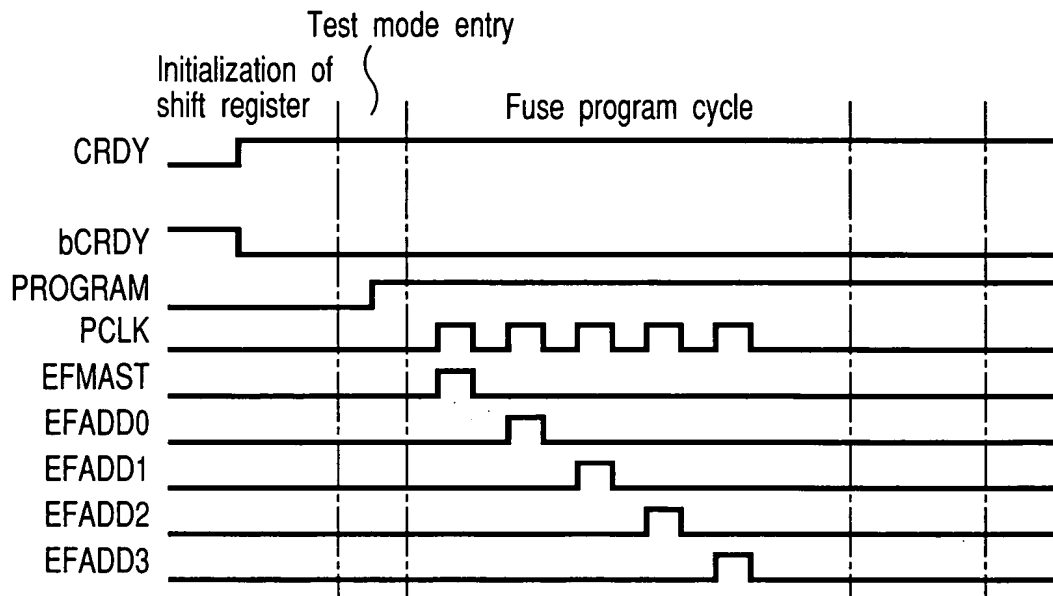 Test mode entry
Initialization of
shift register
Fuse program cycle
CRDY
bCRDY
PROGRAM
PCLK
EFMAST
EFADD0
EFADD1
EFADD2
EFADD3